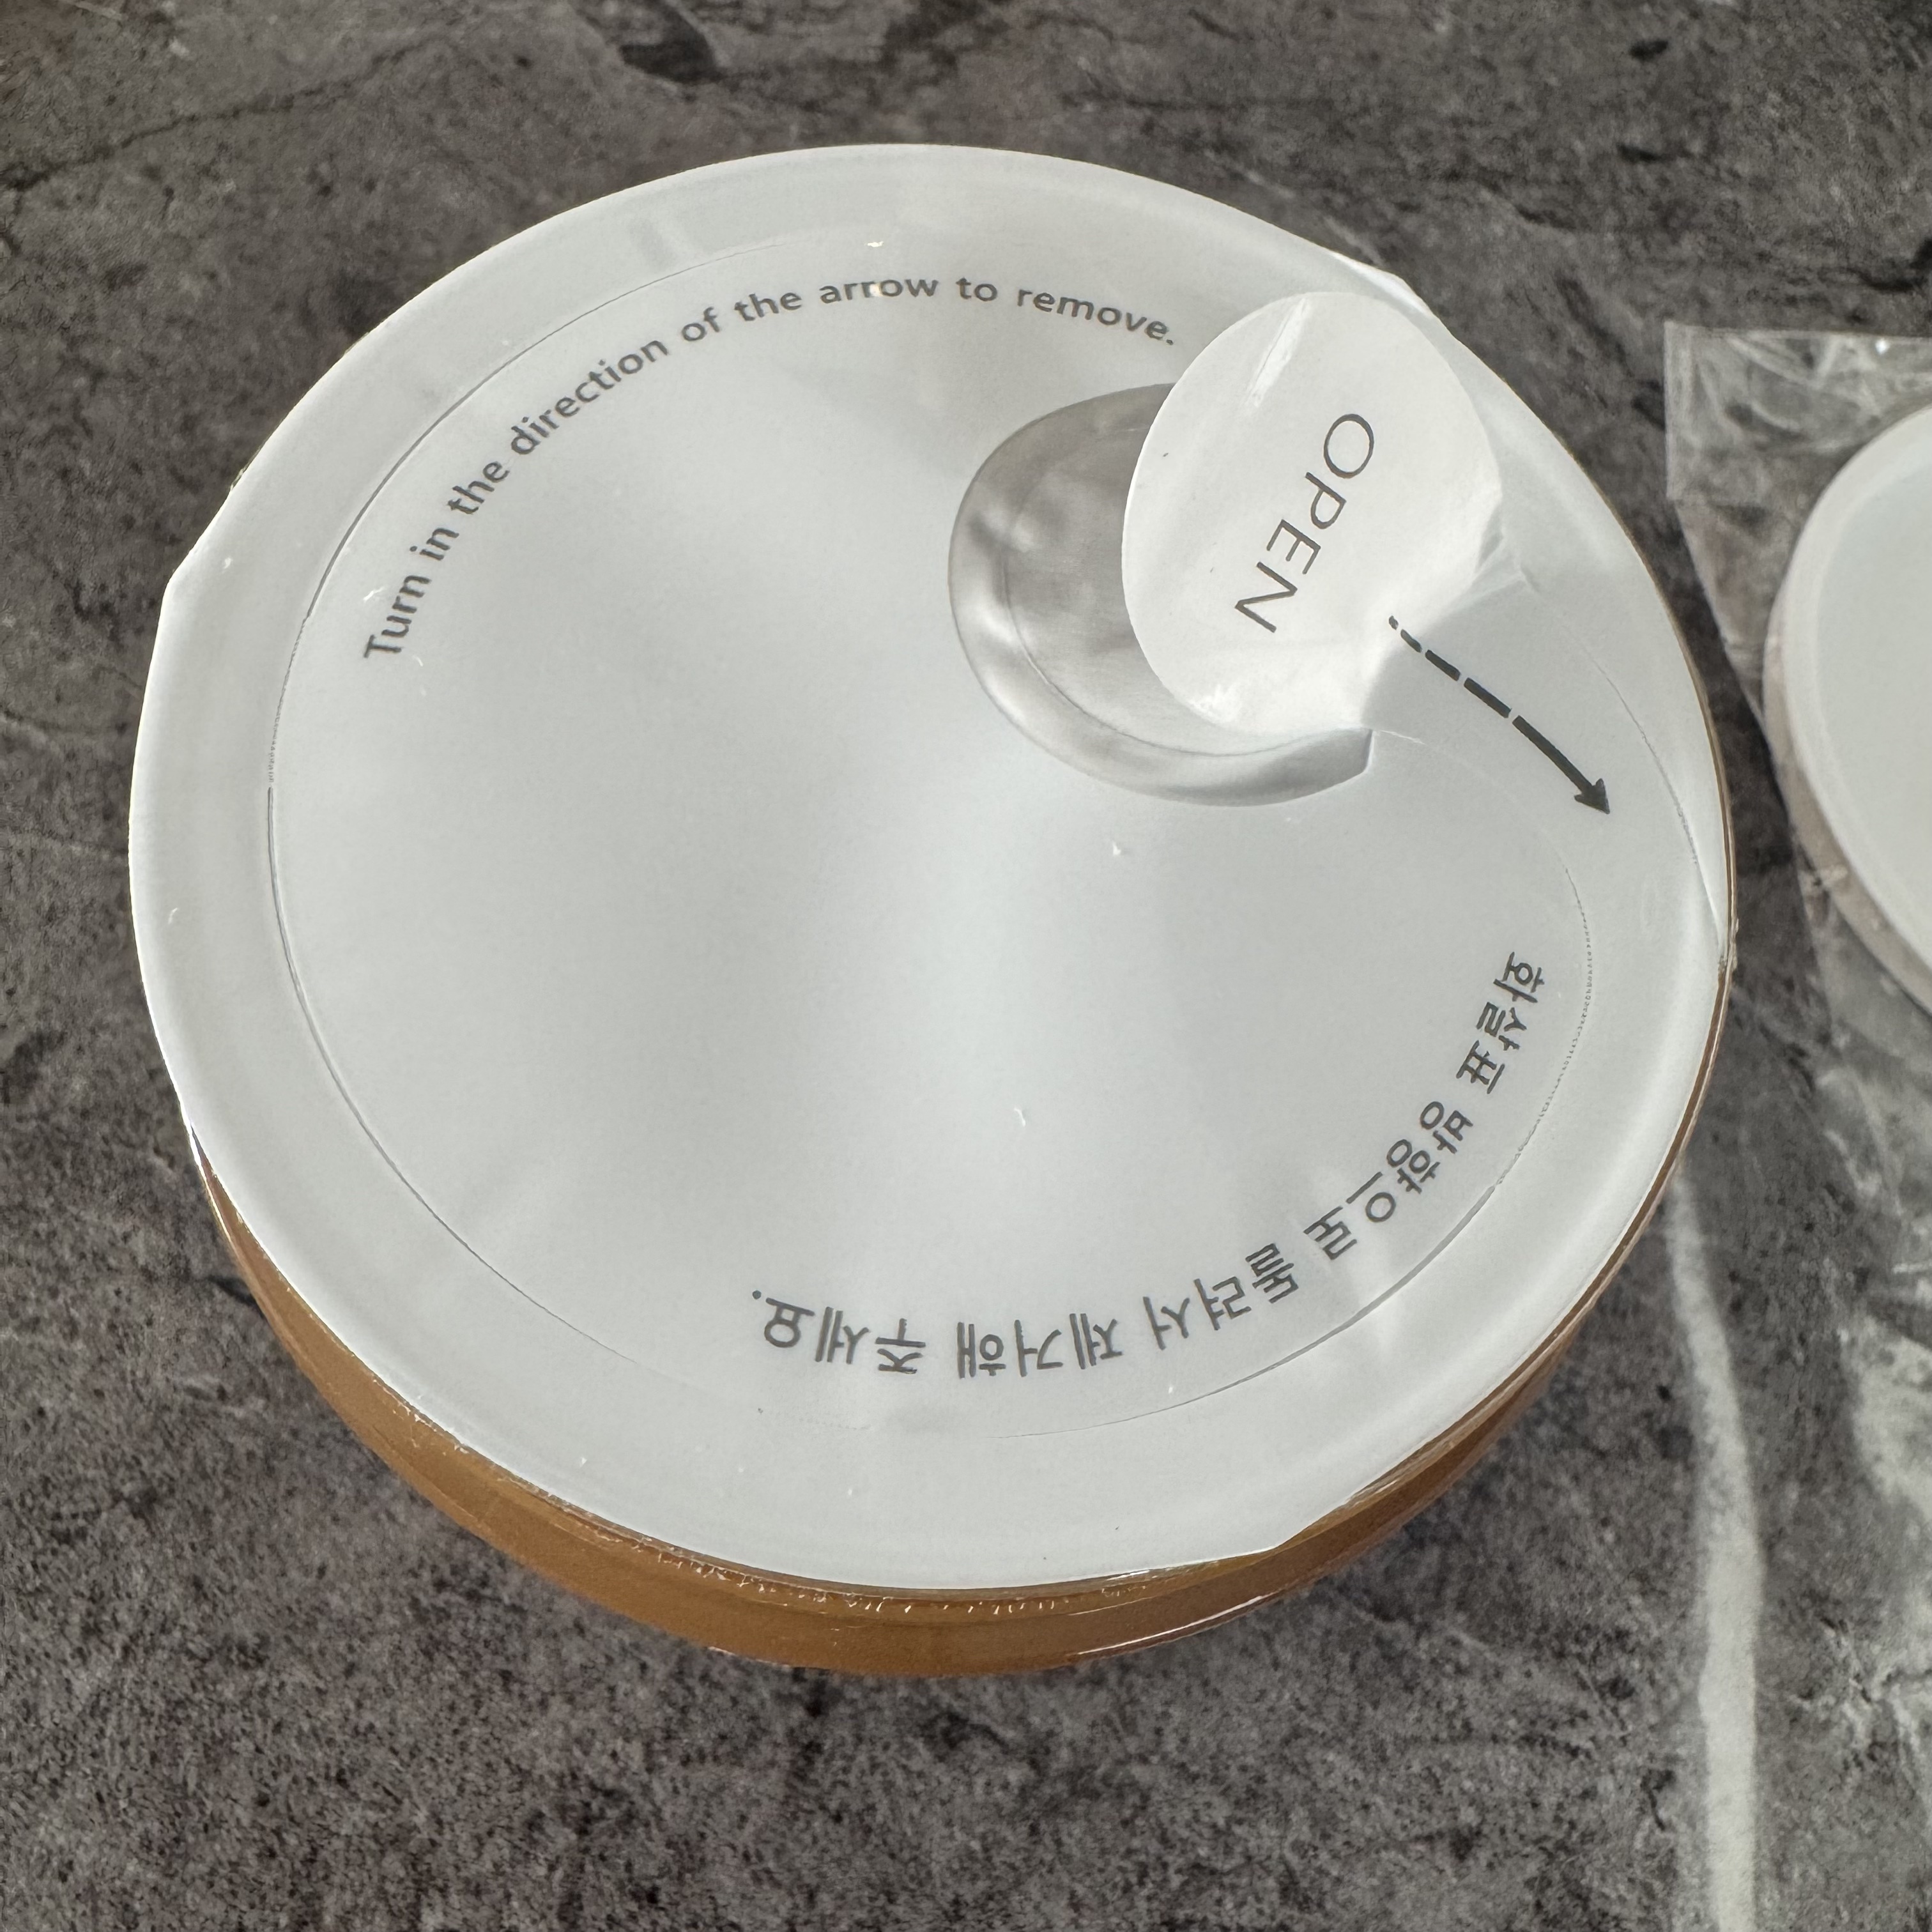 Turn in the direction of the arrow to remove.
OPEN
화살표 방향으로 돌려서 제거해 주세요.